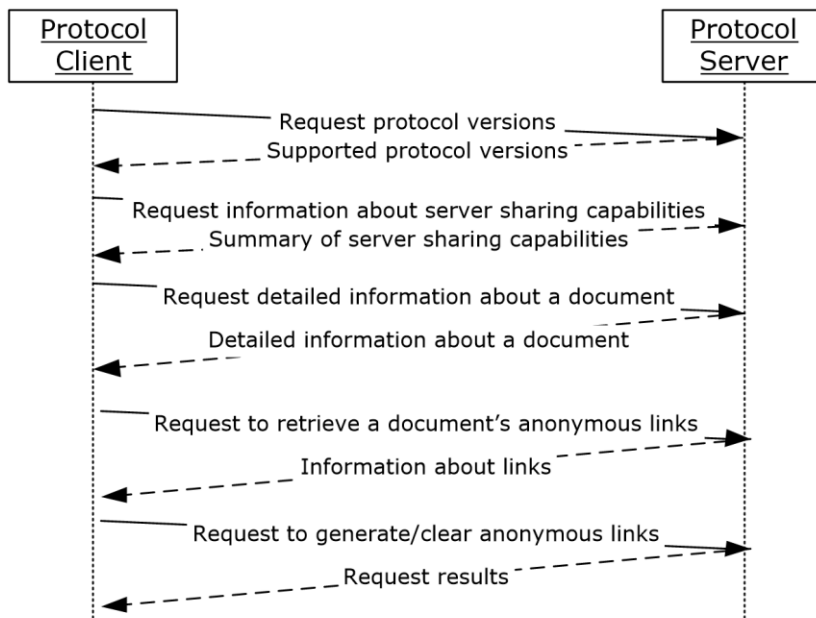 Protocol
Client
Protocol
Server
Request protocol versions
Supported protocol versions
Request information about server sharing capabilities
Summary of server sharing capabilities
Request detailed information about a document
Detailed information about a document
Request to retrieve a document’s anonymous links
Information about links
Request to generate/clear anonymous links
Request results